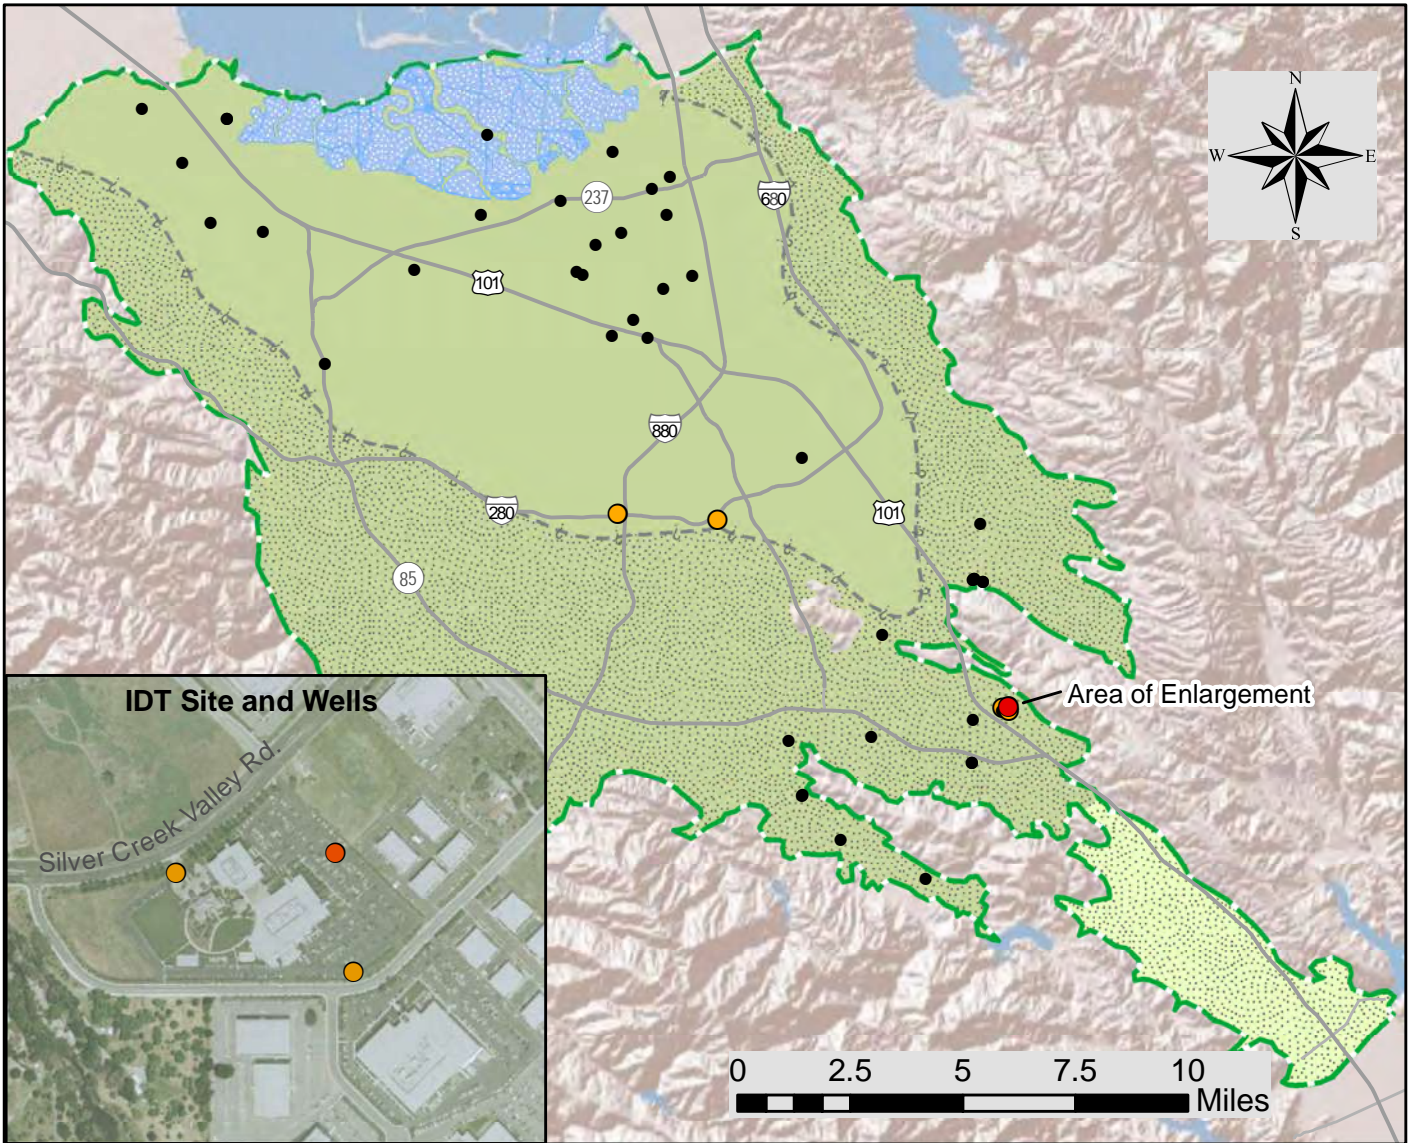 N
W E
S
237
680
101
880
280
101
85
Area of Enlargement
IDT Site and Wells
Silver Creek Valley Rd.
0 2.5 5 7.5 10
Miles